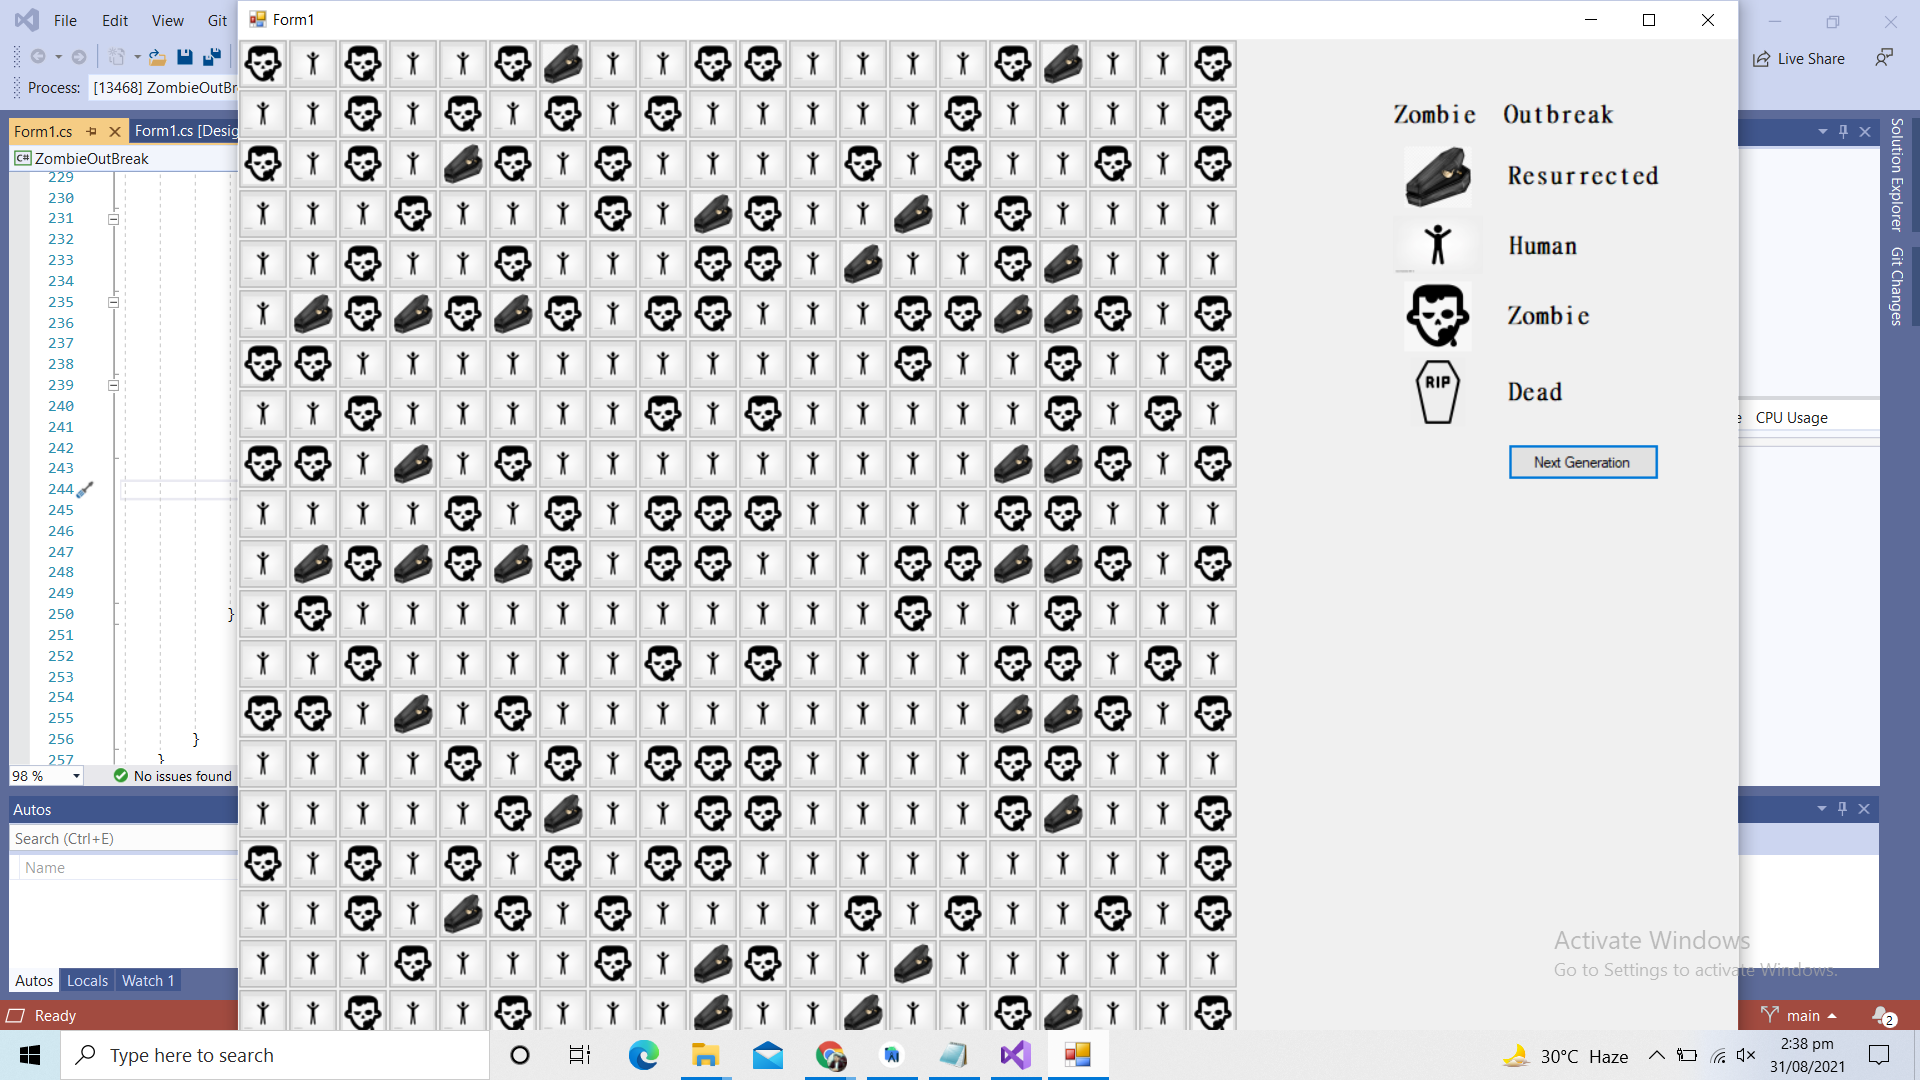 File Edit View Git
Form1
Live Share
Process: [13468] ZombieOutBr
Form1.cs
Form1.cs [Desig
ZombieOutBreak
229
230
231
232
233
234
235
236
237
238
239
240
241
242
243
244
245
246
247
248
249
250 }
251
252
253
254
255
256 }
257 }
98 %
No issues found
Autos
Search (Ctrl+E)
Name
Autos Locals Watch 1
Ready
Zombie Outbreak
Resurrected
Human
Zombie
RIP
Dead
Next Generation
Solution Explorer
Git Changes
CPU Usage
Activate Windows
Go to Settings to activate Windows.
main
2
Type here to search
30°C Haze
2:38 pm
31/08/2021